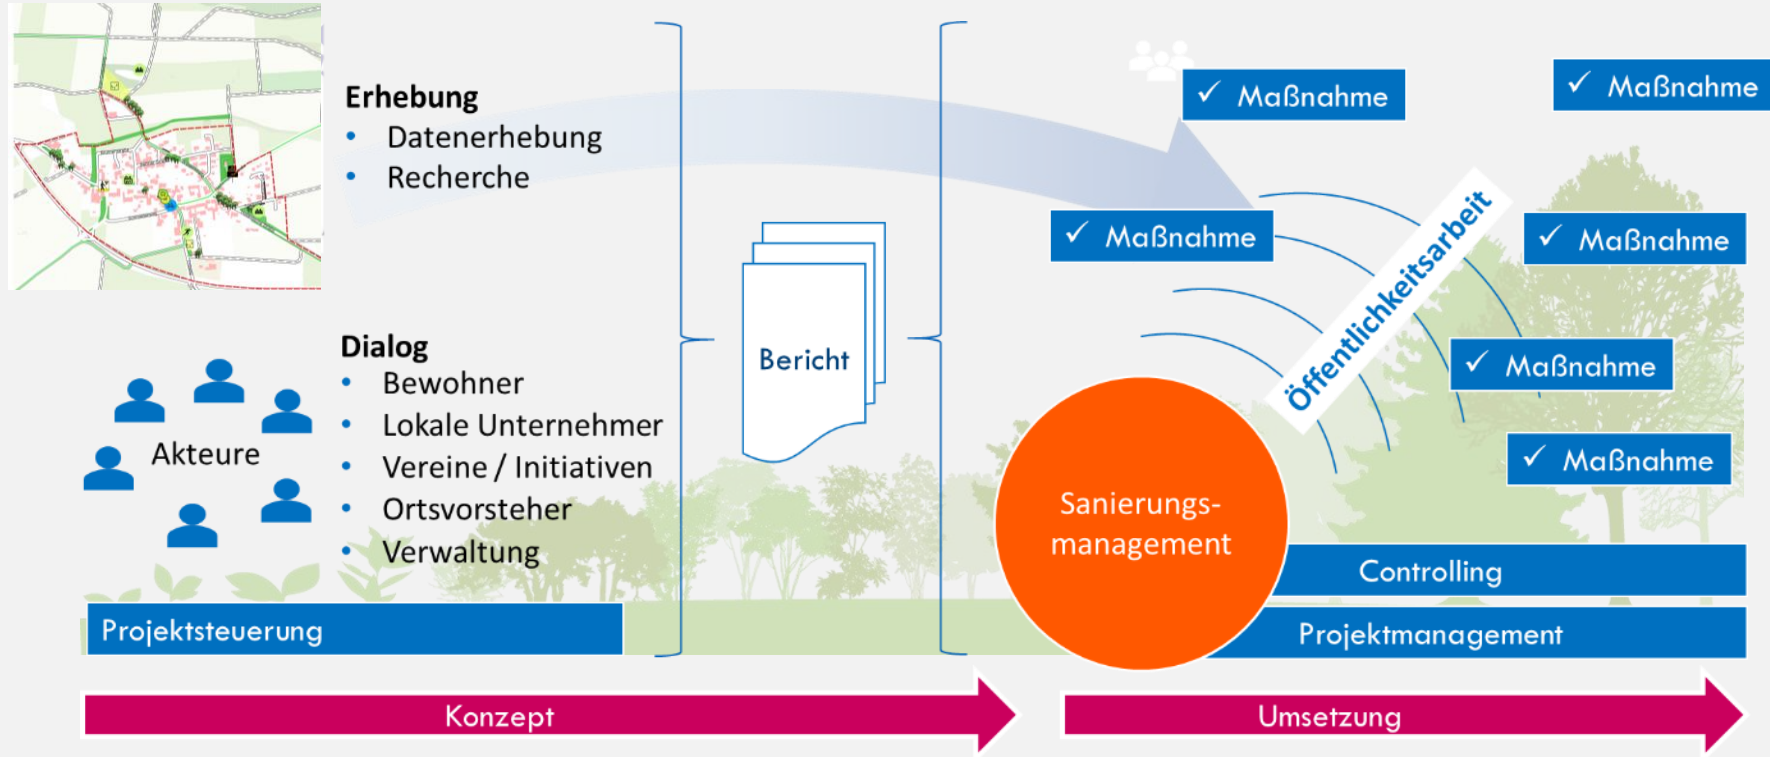 Erhebung
• Datenerhebung
• Recherche
Dialog
• Bewohner
• Lokale Unternehmer
• Vereine / Initiativen
• Ortsvorsteher
• Verwaltung
Akteure
Projektsteuerung
Bericht
✓ Maßnahme
✓ Maßnahme
✓ Maßnahme
✓ Maßnahme
✓ Maßnahme
✓ Maßnahme
Öffentlichkeitsarbeit
Sanierungs-
management
Controlling
Projektmanagement
Konzept
Umsetzung